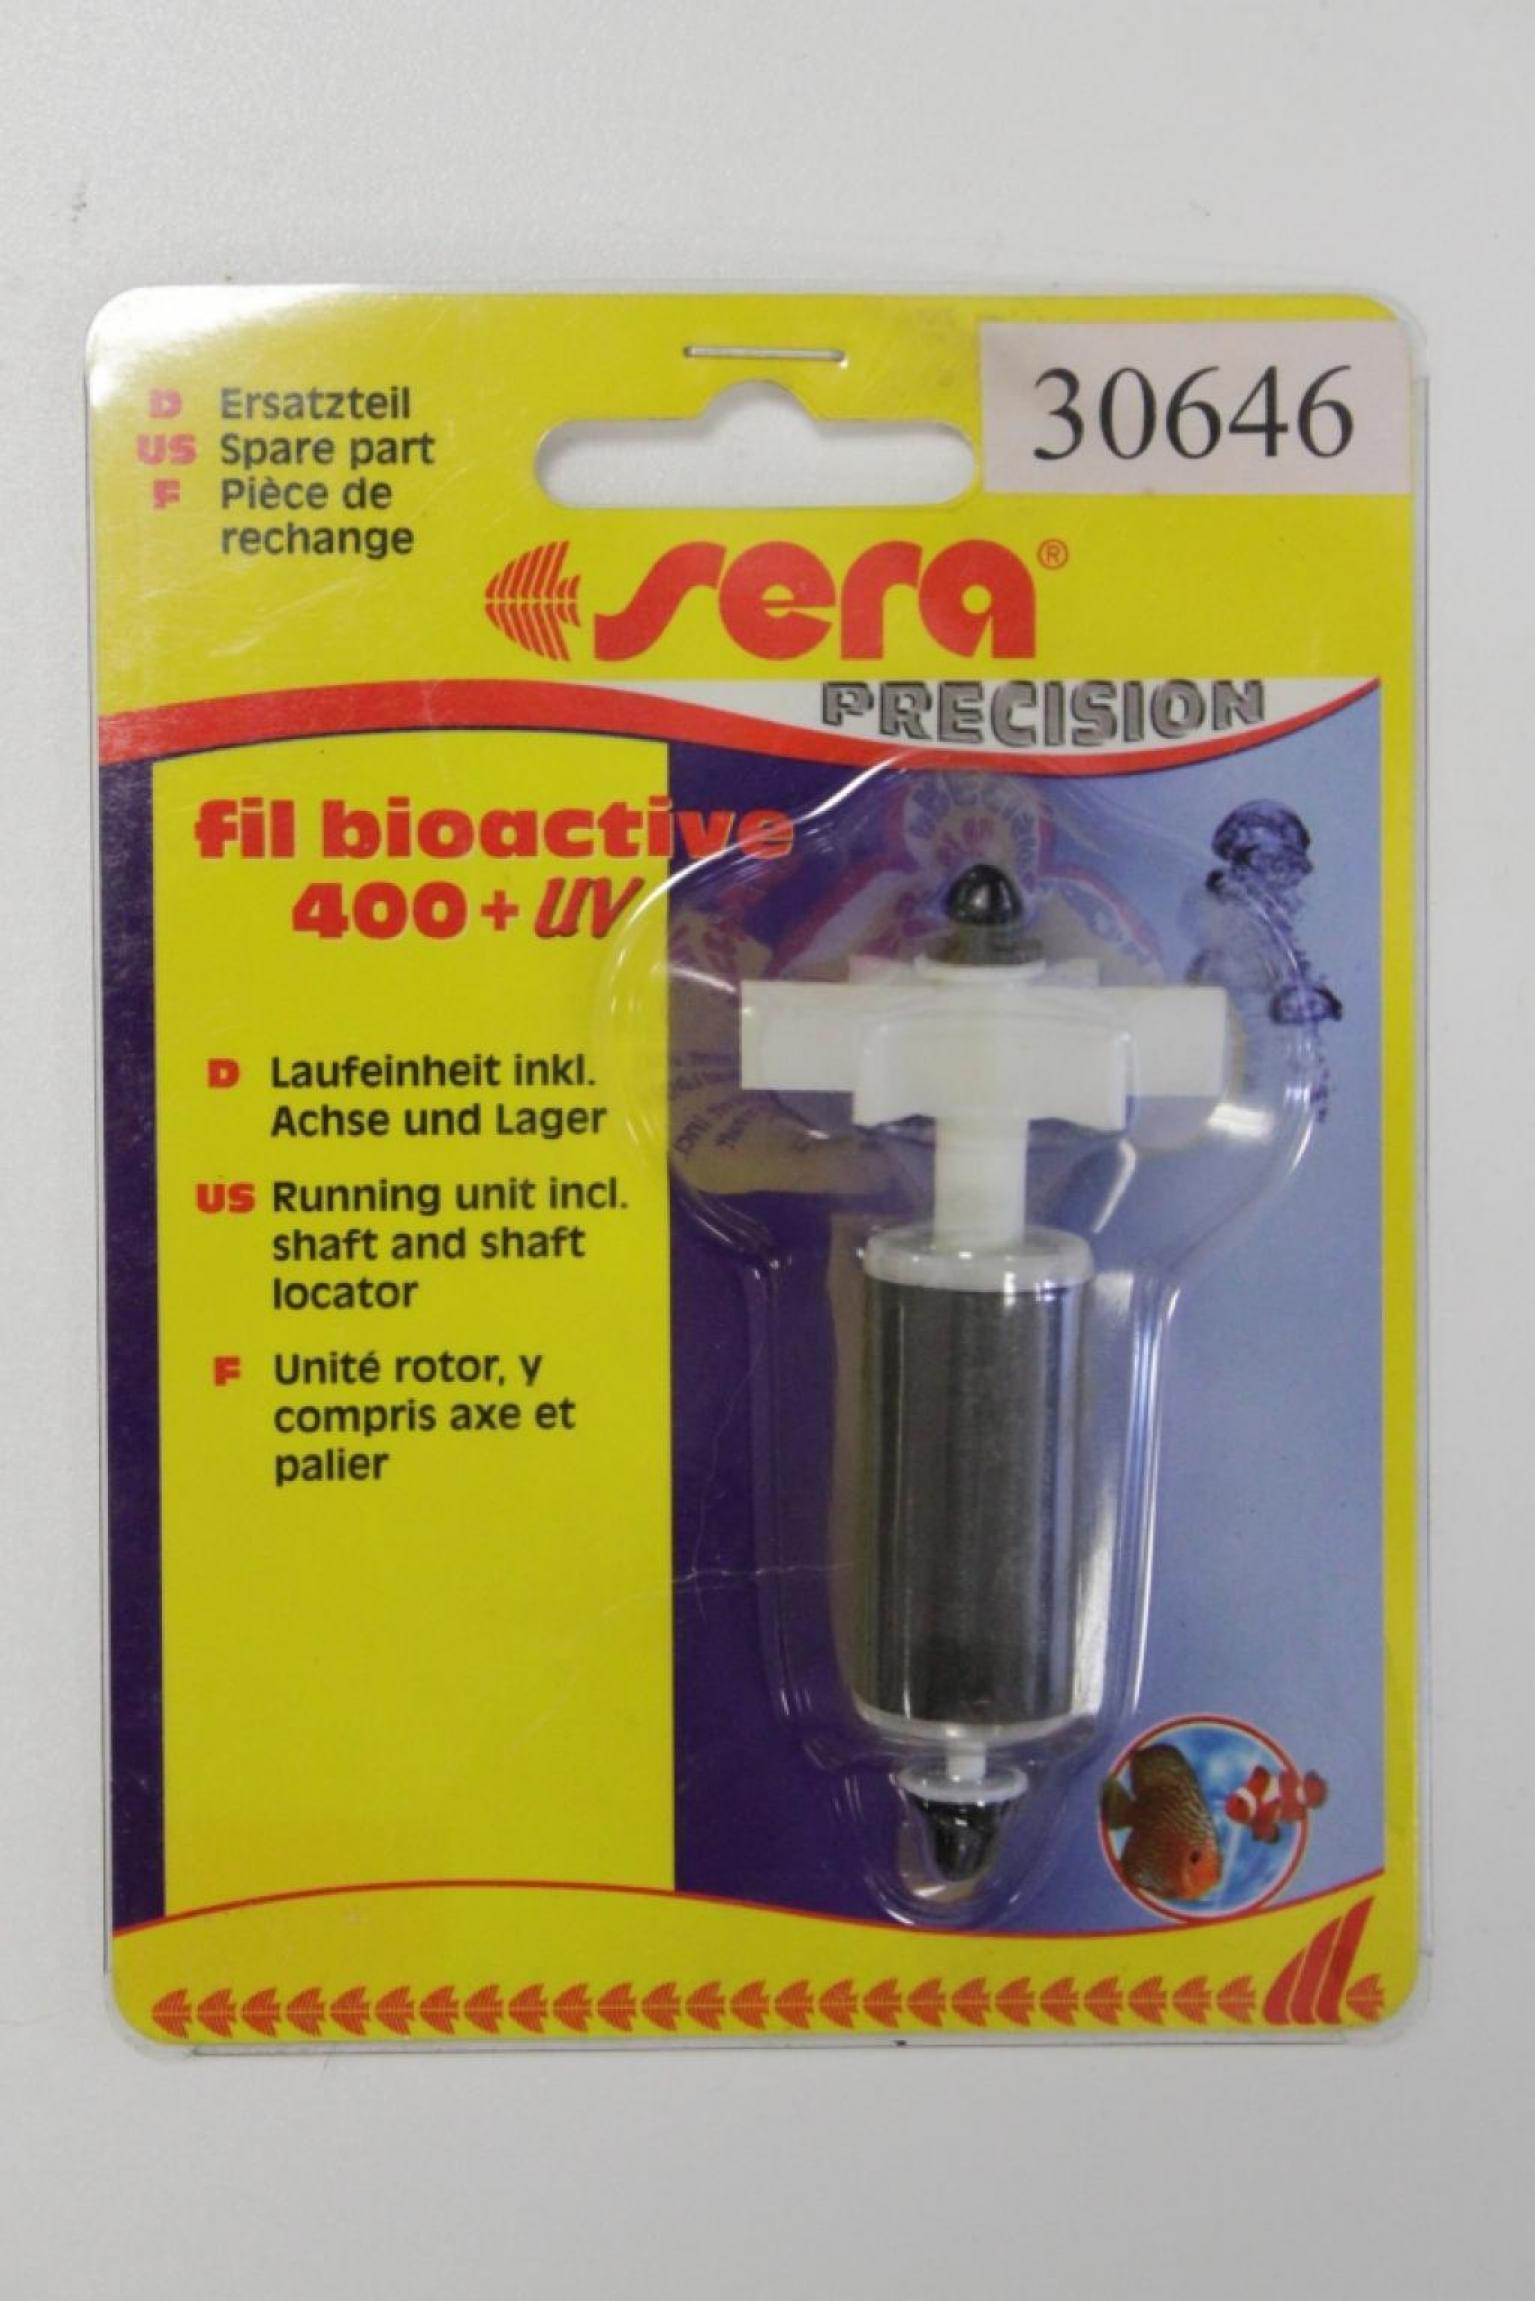 D Ersatzteil
US Spare part
F Pièce de
rechange
30646
sera®
PRECISION
fil bioactive
400 + UV
D Laufeinheit inkl.
Achse und Lager
US Running unit incl.
shaft and shaft
locator
F Unité rotor, y
compris axe et
palier